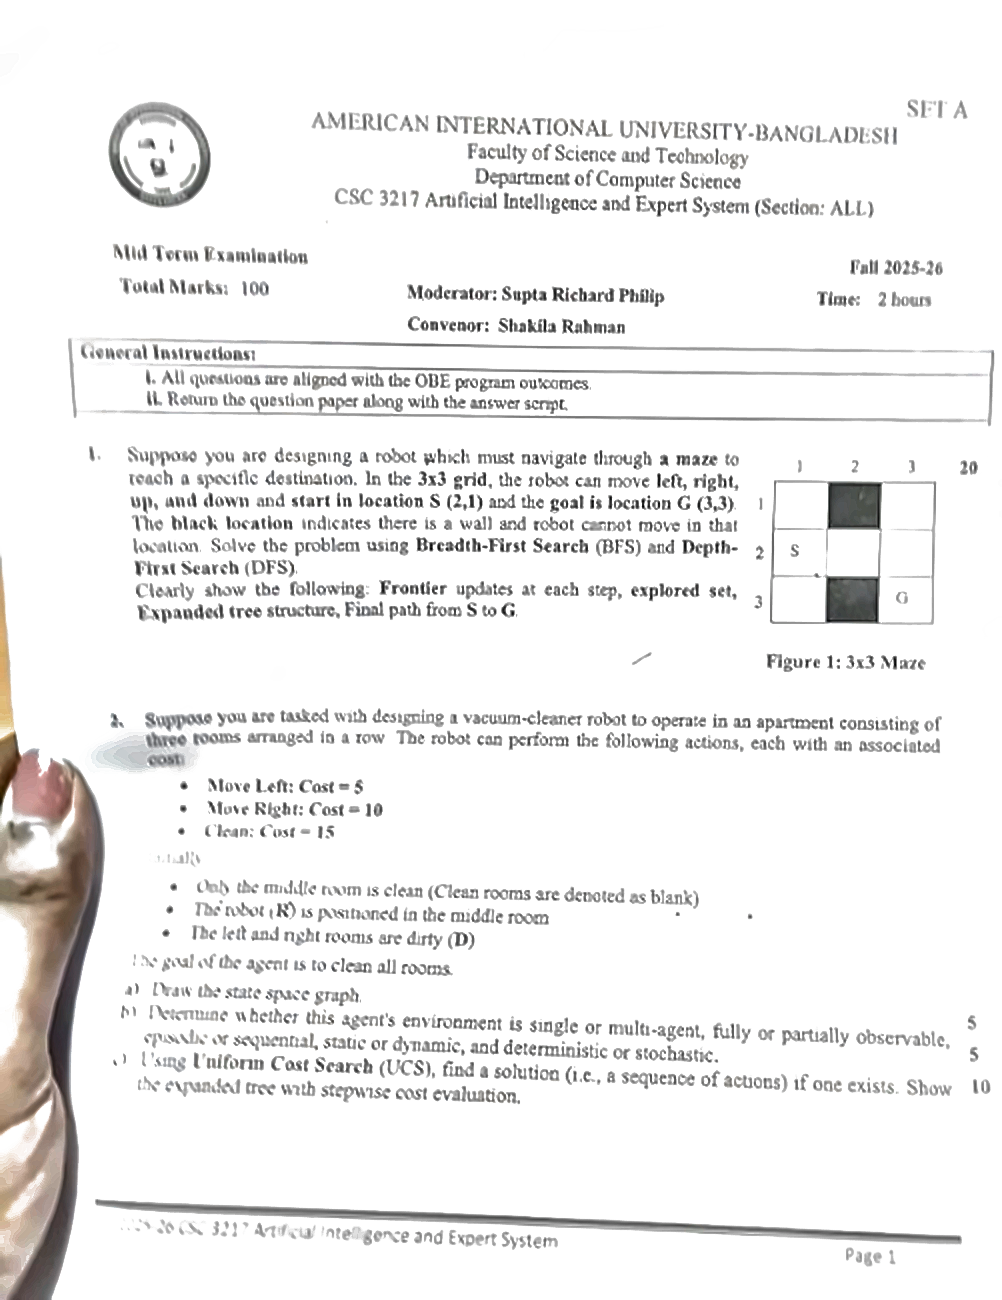 SET A
AMERICAN INTERNATIONAL UNIVERSITY-BANGLADESH
Faculty of Science and Technology
Department of Computer Science
CSC 3217 Artificial Intelligence and Expert System (Section: ALL)
Mid Term Examination
Fall 2025-26
Total Marks: 100
Moderator: Supta Richard Philip
Time: 2 hours
Convenor: Shakila Rahman
General Instructions:
i. All questions are aligned with the OBE program outcomes.
ii. Return the question paper along with the answer script.
1. Suppose you are designing a robot which must navigate through a maze to
reach a specific destination. In the 3x3 grid, the robot can move left, right,
up, and down and start in location S (2,1) and the goal is location G (3,3).
The black location indicates there is a wall and robot cannot move in that
location. Solve the problem using Breadth-First Search (BFS) and Depth-
First Search (DFS).
Clearly show the following: Frontier updates at each step, explored set,
Expanded tree structure, Final path from S to G.
1 2 3 20
1
2 S
3 G
Figure 1: 3x3 Maze
2. Suppose you are tasked with designing a vacuum-cleaner robot to operate in an apartment consisting of
three rooms arranged in a row. The robot can perform the following actions, each with an associated
cost:
• Move Left: Cost = 5
• Move Right: Cost = 10
• Clean: Cost = 15
tially
• Only the middle room is clean (Clean rooms are denoted as blank)
• The robot (R) is positioned in the middle room
• The left and right rooms are dirty (D)
The goal of the agent is to clean all rooms.
a) Draw the state space graph. 5
b) Determine whether this agent's environment is single or multi-agent, fully or partially observable,
episodic or sequential, static or dynamic, and deterministic or stochastic. 5
c) Using Uniform Cost Search (UCS), find a solution (i.e., a sequence of actions) if one exists. Show 10
the expanded tree with stepwise cost evaluation.
26 CSC 3217 Artificial Intelligence and Expert System
Page 1